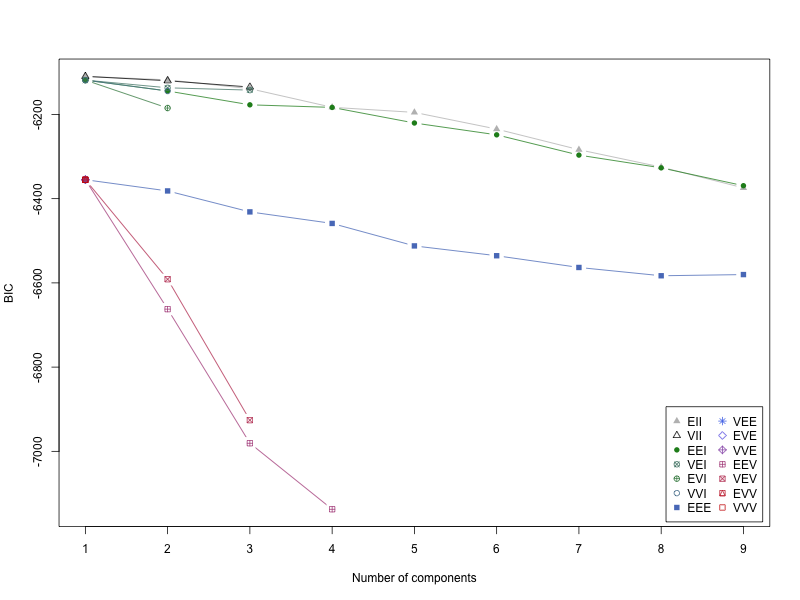 BIC
-6200
-6400
-6600
-6800
-7000
1 2 3 4 5 6 7 8 9
Number of components
EII VEE
VII EVE
EEI VVE
VEI EEV
EVI VEV
VVI EVV
EEE VVV